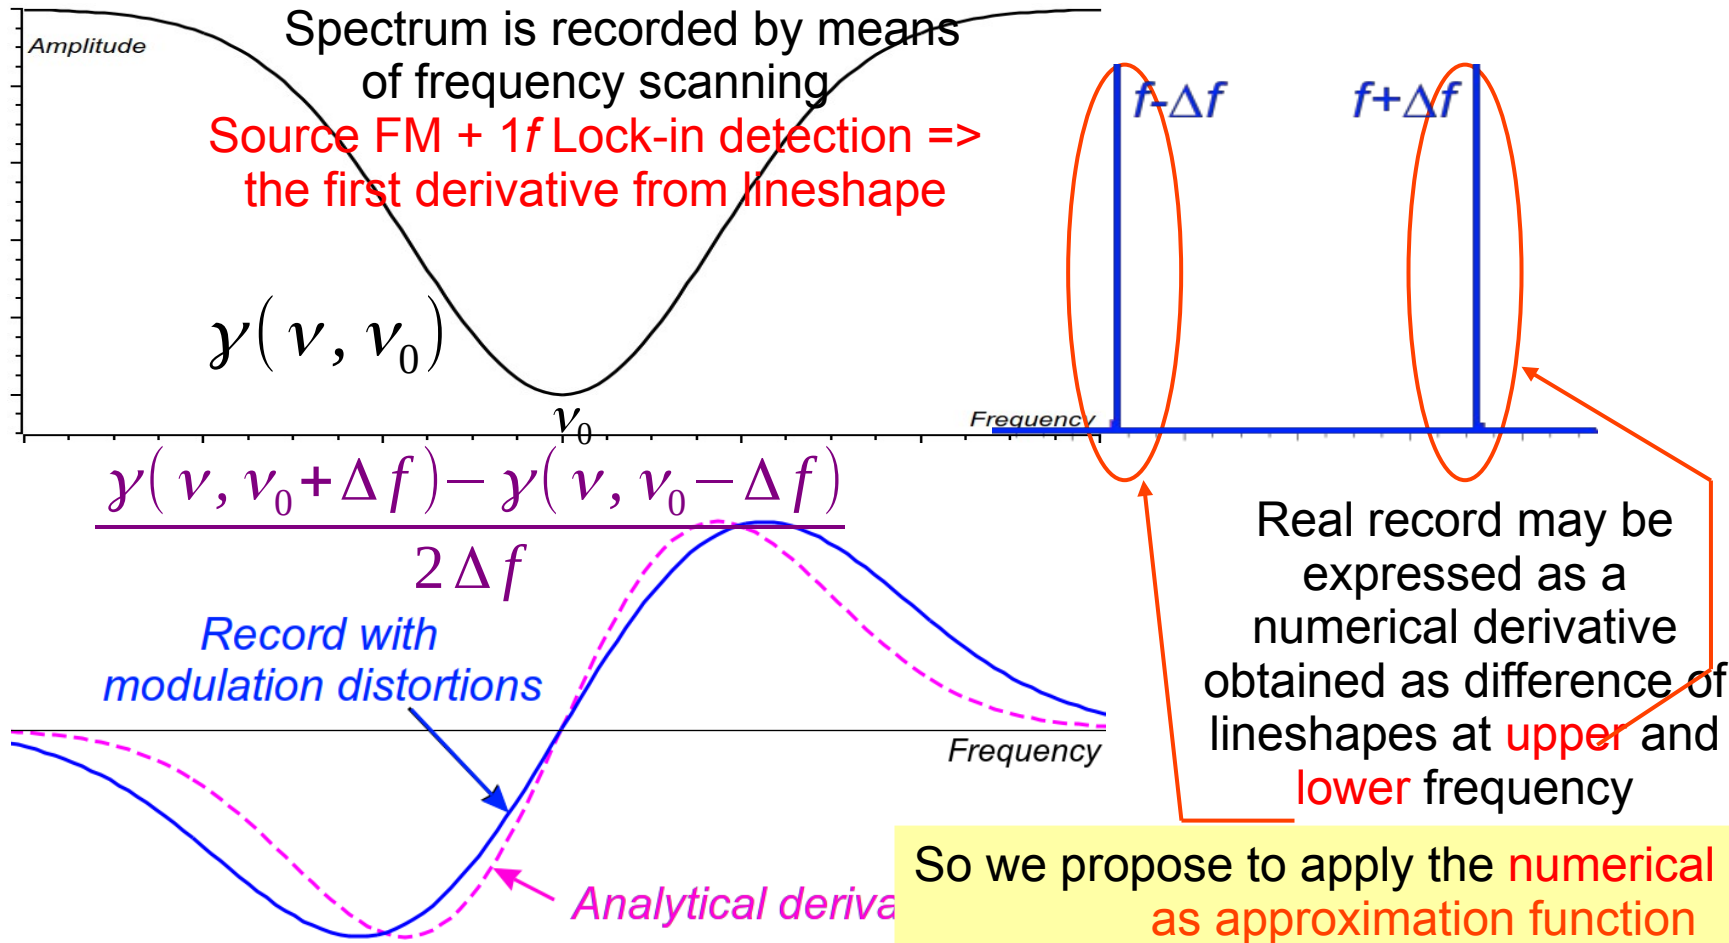 Amplitude
Spectrum is recorded by means
of frequency scanning
Source FM + 1f Lock-in detection =>
the first derivative from lineshape
γ(ν, ν₀)
ν₀
Frequency
f-Δf
f+Δf
γ(ν, ν₀+Δf)−γ(ν, ν₀−Δf)
2Δf
Record with
modulation distortions
Frequency
Analytical deriva
Real record may be
expressed as a
numerical derivative
obtained as difference of
lineshapes at upper and
lower frequency
So we propose to apply the numerical
as approximation function